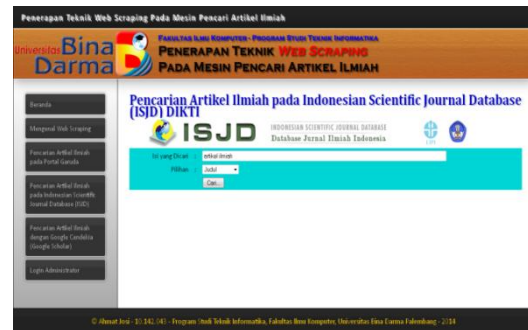 Penerapan Teknik Web Scraping Pada Mesin Pencari Artikel Ilmiah
Universitas Bina Darma
FAKULTAS ILMU KOMPUTER - PROGRAM STUDI TEKNIK INFORMATIKA
PENERAPAN TEKNIK WEB SCRAPING
PADA MESIN PENCARI ARTIKEL ILMIAH
Beranda
Mengenal Web Scraping
Pencarian Artikel Ilmiah
pada Portal Garuda
Pencarian Artikel Ilmiah
pada Indonesian Scientific
Journal Database (ISJD)
Pencarian Artikel Ilmiah
dengan Google Cendekia
(Google Scholar)
Login Administrator
Pencarian Artikel Ilmiah pada Indonesian Scientific Journal Database
(ISJD) DIKTI
ISJD
INDONESIAN SCIENTIFIC JOURNAL DATABASE
Database Jurnal Ilmiah Indonesia
LIPI
Isi yang Dicari : artikel ilmiah
Pilihan : Judul
Cari...
© Ahmat Josi - 10.142.043 - Program Studi Teknik Informatika, Fakultas Ilmu Komputer, Universitas Bina Darma Palembang - 2014